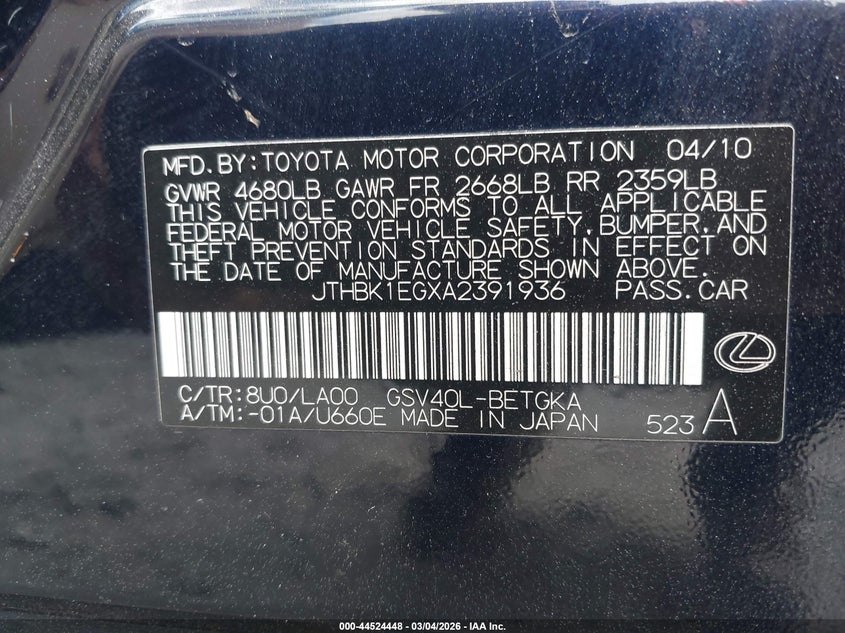 MFD.BY:TOYOTA MOTOR CORPORATION 04/10
GVWR 4680LB GAWR FR 2668LB RR 2359LB
THIS VEHICLE CONFORMS TO ALL APPLICABLE
FEDERAL MOTOR VEHICLE SAFETY,BUMPER,AND
THEFT PREVENTION STANDARDS IN EFFECT ON
THE DATE OF MANUFACTURE SHOWN ABOVE.
JTHBK1EGXA2391936 PASS.CAR
C/TR:8U0/LA00 GSV40L-BETGKA
A/TM:-01A/U660E MADE IN JAPAN 523 A
000-44524448 - 03/04/2026 - IAA Inc.